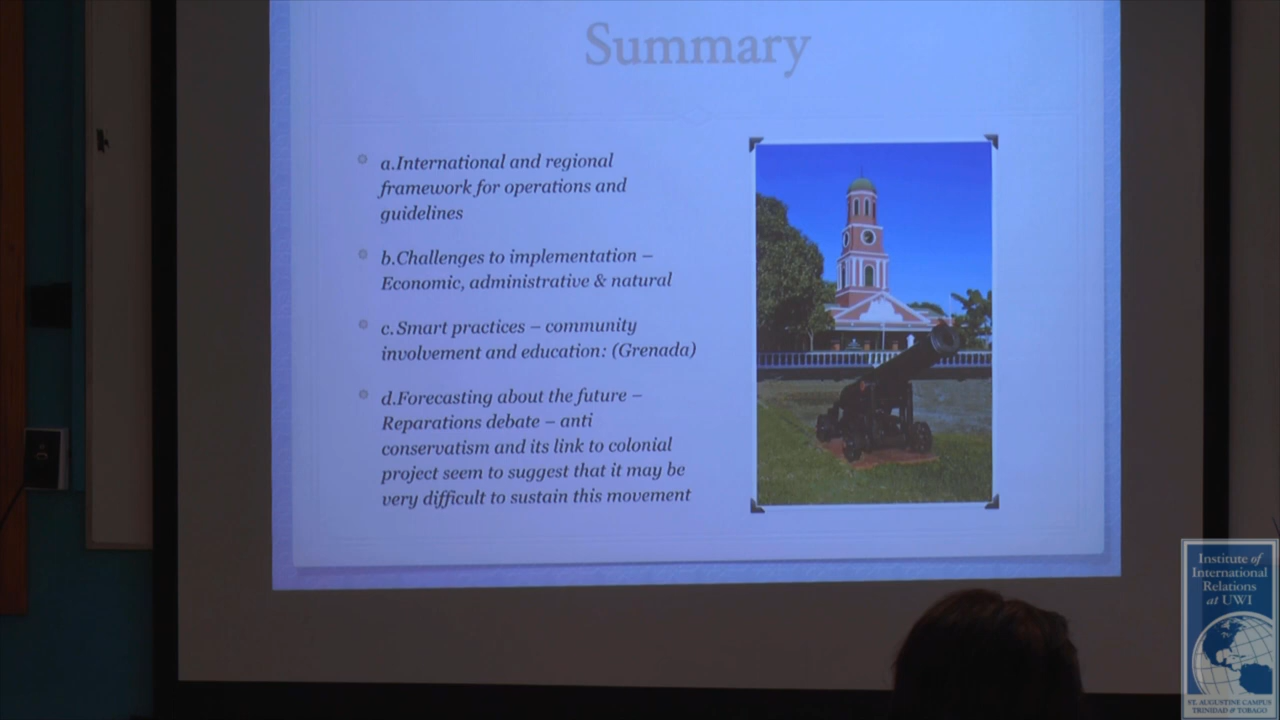 Summary
a.International and regional
framework for operations and
guidelines
b.Challenges to implementation –
Economic, administrative & natural
c.Smart practices – community
involvement and education: (Grenada)
d.Forecasting about the future –
Reparations debate – anti
conservatism and its link to colonial
project seem to suggest that it may be
very difficult to sustain this movement
Institute of
International
Relations
at UWI
ST. AUGUSTINE CAMPUS
TRINIDAD & TOBAGO